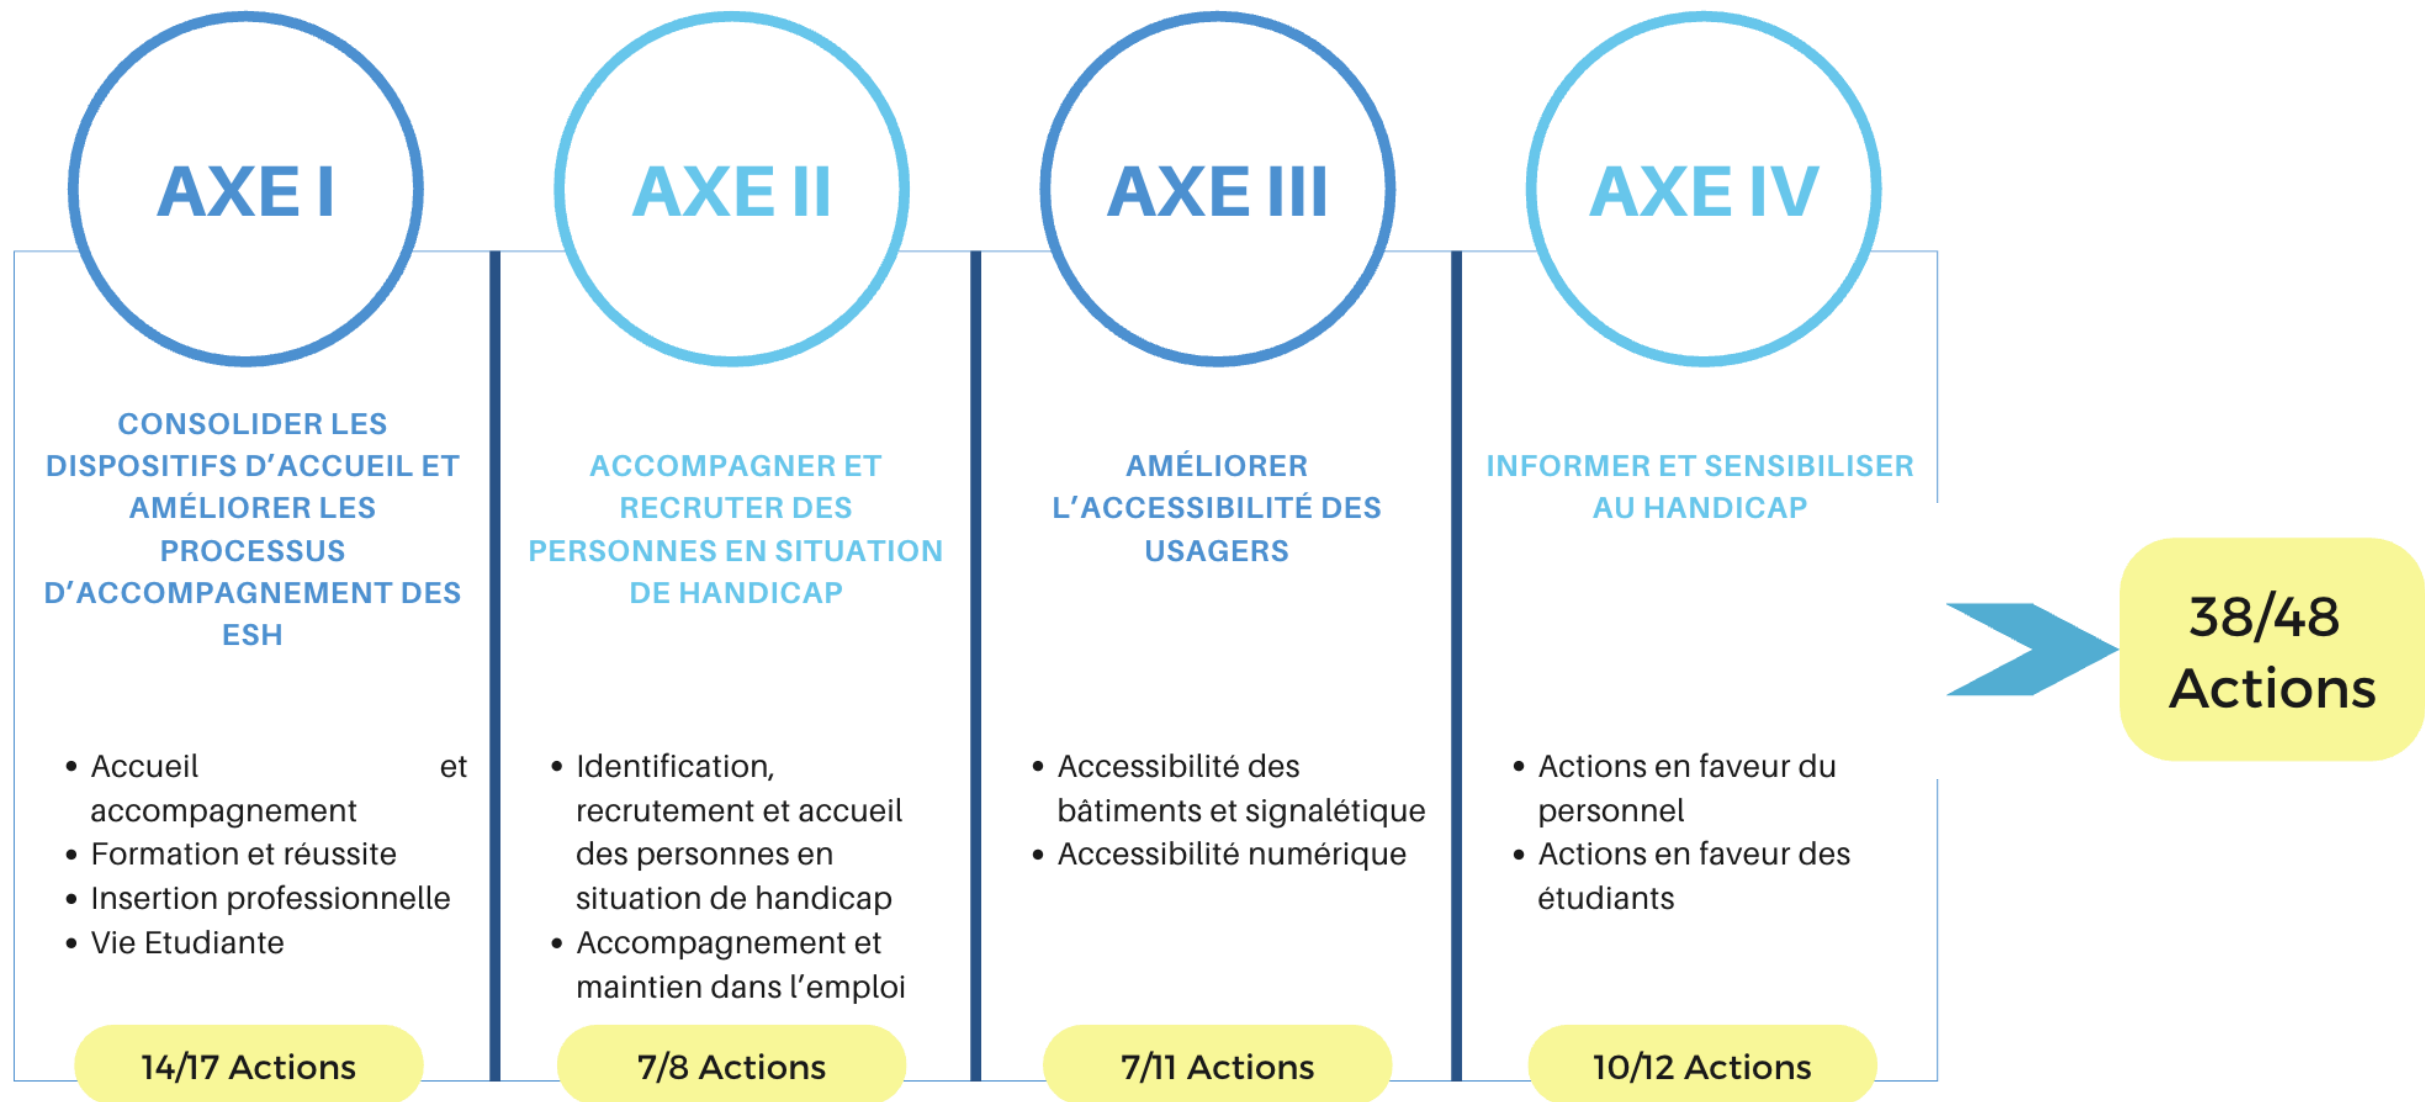 AXE I
CONSOLIDER LES
DISPOSITIFS D’ACCUEIL ET
AMÉLIORER LES
PROCESSUS
D’ACCOMPAGNEMENT DES
ESH
• Accueil et
accompagnement
• Formation et réussite
• Insertion professionnelle
• Vie Etudiante
14/17 Actions
AXE II
ACCOMPAGNER ET
RECRUTER DES
PERSONNES EN SITUATION
DE HANDICAP
• Identification,
recrutement et accueil
des personnes en
situation de handicap
• Accompagnement et
maintien dans l’emploi
7/8 Actions
AXE III
AMÉLIORER
L’ACCESSIBILITÉ DES
USAGERS
• Accessibilité des
bâtiments et signalétique
• Accessibilité numérique
7/11 Actions
AXE IV
INFORMER ET SENSIBILISER
AU HANDICAP
• Actions en faveur du
personnel
• Actions en faveur des
étudiants
10/12 Actions
38/48
Actions